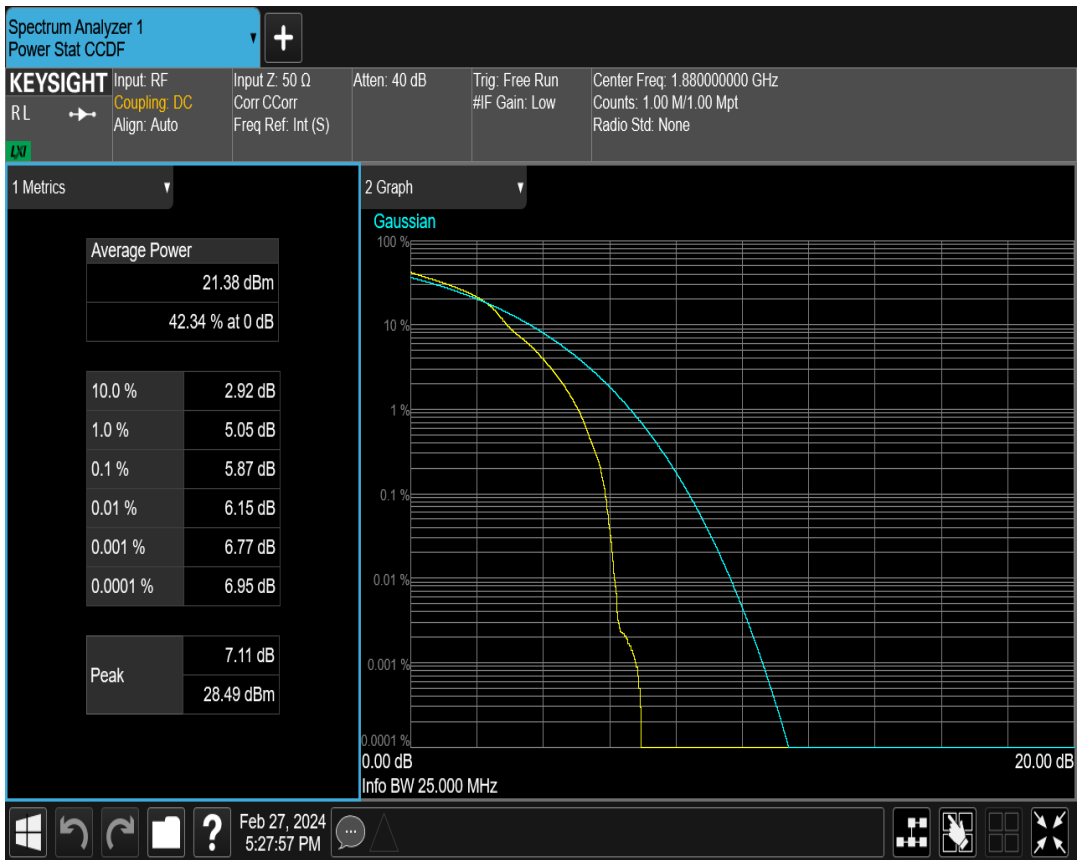 Spectrum Analyzer 1
Power Stat CCDF
KEYSIGHT
RL
LXI
Input: RF
Coupling: DC
Align: Auto
Input Z: 50 Ω
Corr CCorr
Freq Ref: Int (S)
Atten: 40 dB
Trig: Free Run
#IF Gain: Low
Center Freq: 1.880000000 GHz
Counts: 1.00 M/1.00 Mpt
Radio Std: None
1 Metrics
Average Power
21.38 dBm
42.34 % at 0 dB
10.0 % 2.92 dB
1.0 % 5.05 dB
0.1 % 5.87 dB
0.01 % 6.15 dB
0.001 % 6.77 dB
0.0001 % 6.95 dB
Peak
7.11 dB
28.49 dBm
2 Graph
Gaussian
100 %
10 %
1 %
0.1 %
0.01 %
0.001 %
0.0001 %
0.00 dB 20.00 dB
Info BW 25.000 MHz
Feb 27, 2024
5:27:57 PM